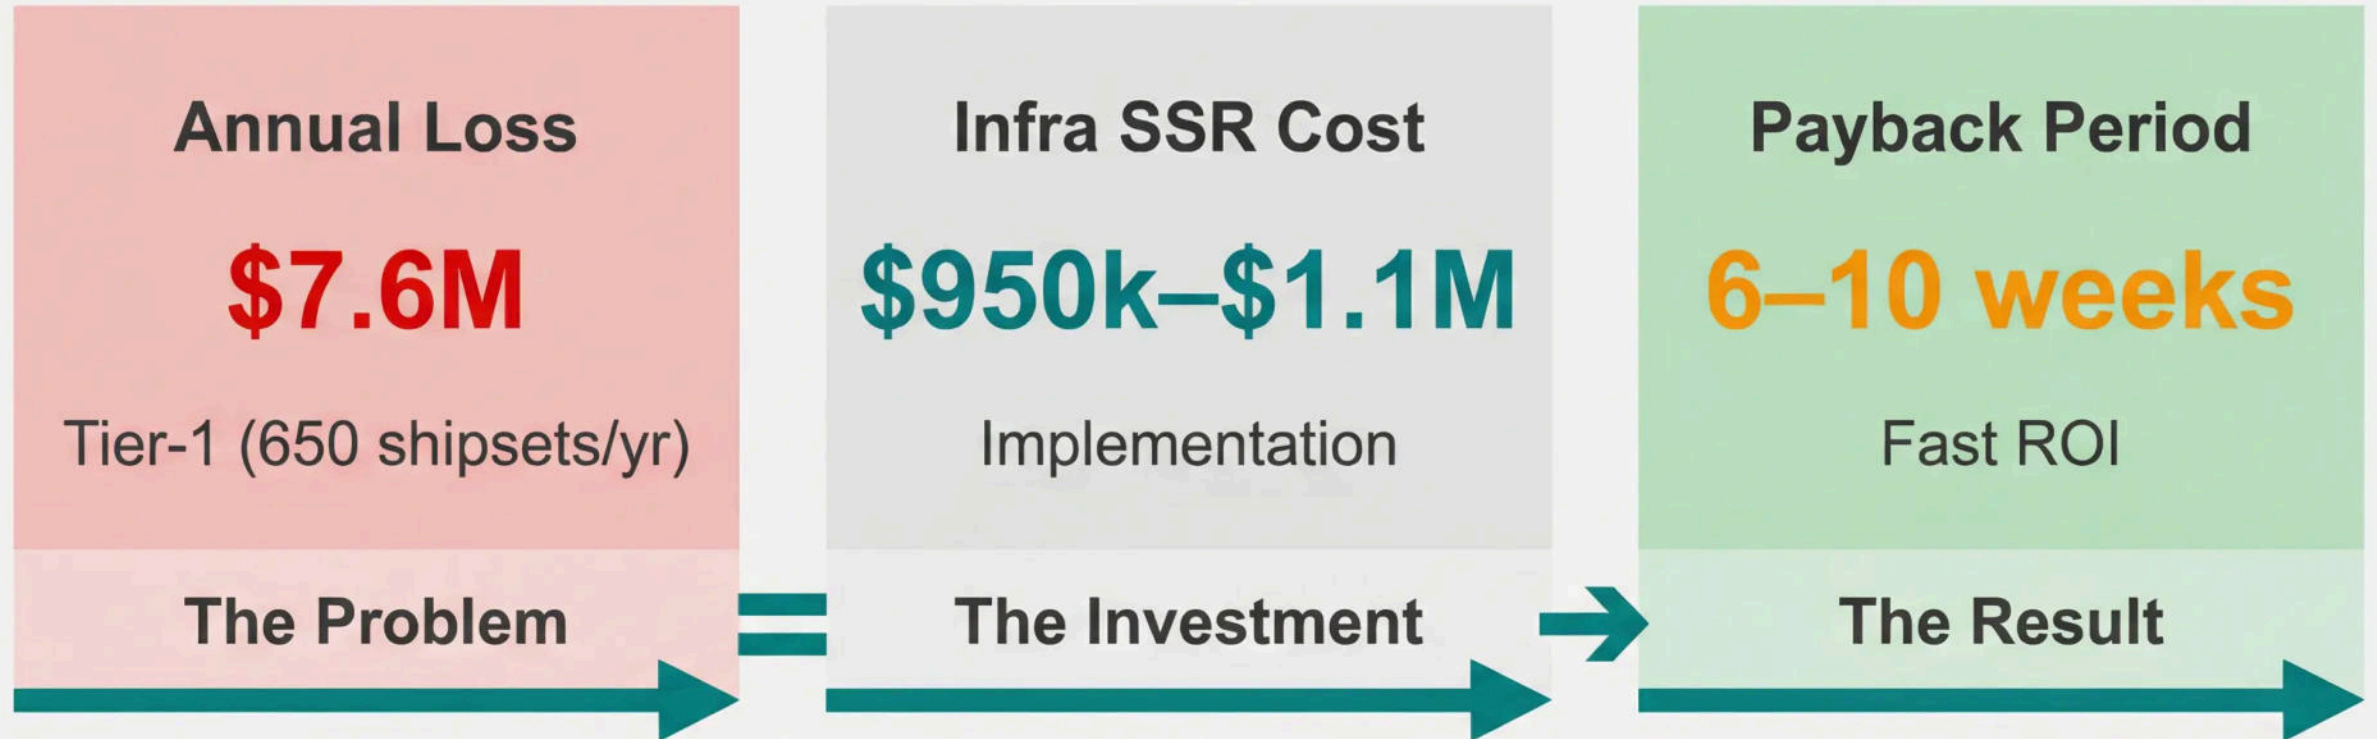 Annual Loss
$7.6M
Tier-1 (650 shipsets/yr)
The Problem
=
Infra SSR Cost
$950k–$1.1M
Implementation
The Investment
Payback Period
6–10 weeks
Fast ROI
The Result